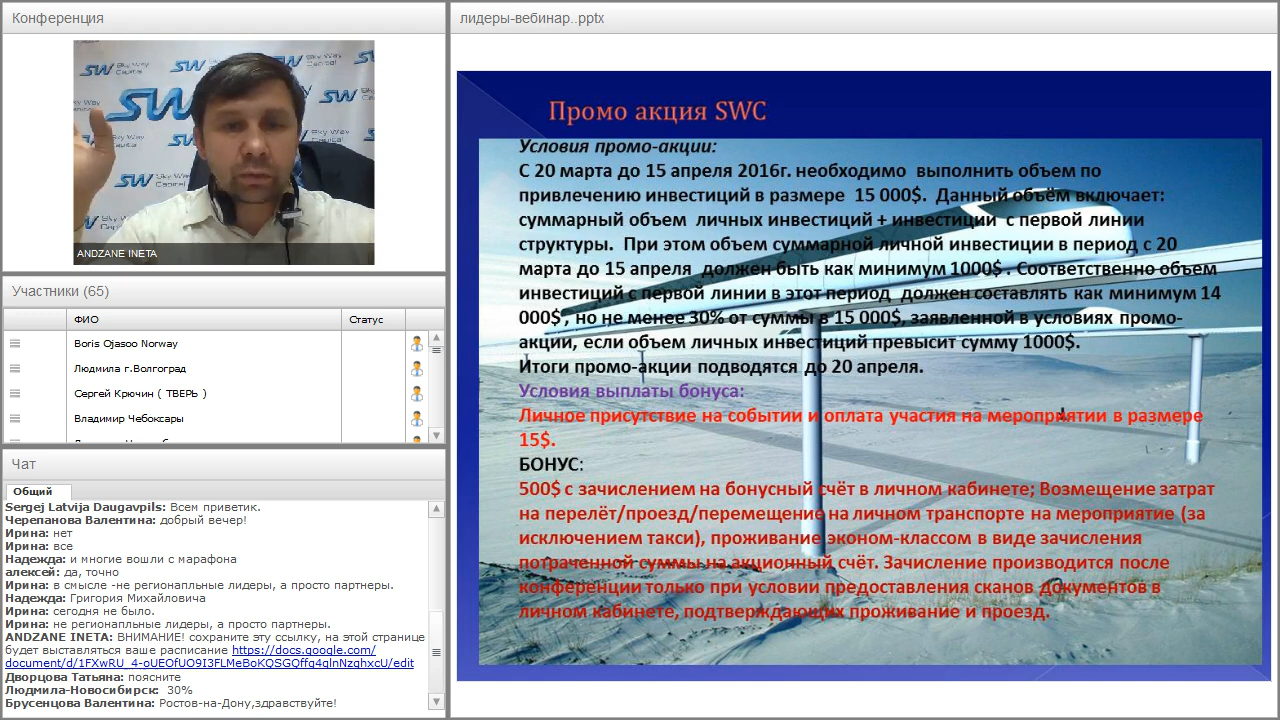 Конференция
лидеры-вебинар..pptx
SW
Sky Way
Capital
ANDZANE INETA
Участники (65)
ФИО
Статус
Boris Ojasoo Norway
Людмила г.Волгоград
Сергей Крючин ( ТВЕРЬ )
Владимир Чебоксары
Чат
Общий
Sergej Latvija Daugavpils: Всем приветик.
Черепанова Валентина: добрый вечер!
Ирина: нет
Ирина: все
Надежда: и многие вошли с марафона
алексей: да, точно
Ирина: в смысле -не региональные лидеры, а просто партнеры.
Надежда: Григория Михайловича
Ирина: сегодня не было.
Ирина: не региональные лидеры, а просто партнеры.
ANDZANE INETA: ВНИМАНИЕ! сохраните эту ссылку, на этой странице
будет выставляться ваше расписание https://docs.google.com/
document/d/1FXwRU_4-oUEOfUO9I3FLMeBoKQSGQffg4qlnNzghxcU/edit
Дворцова Татьяна: поясните
Людмила-Новосибирск: 30%
Брусенцова Валентина: Ростов-на-Дону,здравствуйте!
Промо акция SWC
Условия промо-акции:
С 20 марта до 15 апреля 2016г. необходимо выполнить объем по
привлечению инвестиций в размере 15 000$. Данный объём включает:
суммарный объем личных инвестиций + инвестиции с первой линии
структуры. При этом объем суммарной личной инвестиции в период с 20
марта до 15 апреля должен быть как минимум 1000$ . Соответственно объем
инвестиций с первой линии в этот период должен составлять как минимум 14
000$ , но не менее 30% от суммы в 15 000$, заявленной в условиях промо-
акции, если объем личных инвестиций превысит сумму 1000$.
Итоги промо-акции подводятся до 20 апреля.
Условия выплаты бонуса:
Личное присутствие на событии и оплата участия на мероприятии в размере
15$.
БОНУС:
500$ с зачислением на бонусный счёт в личном кабинете; Возмещение затрат
на перелёт/проезд/перемещение на личном транспорте на мероприятие (за
исключением такси), проживание эконом-классом в виде зачисления
потраченной суммы на акционный счёт. Зачисление производится после
конференции только при условии предоставления сканов документов в
личном кабинете, подтверждающих проживание и проезд.